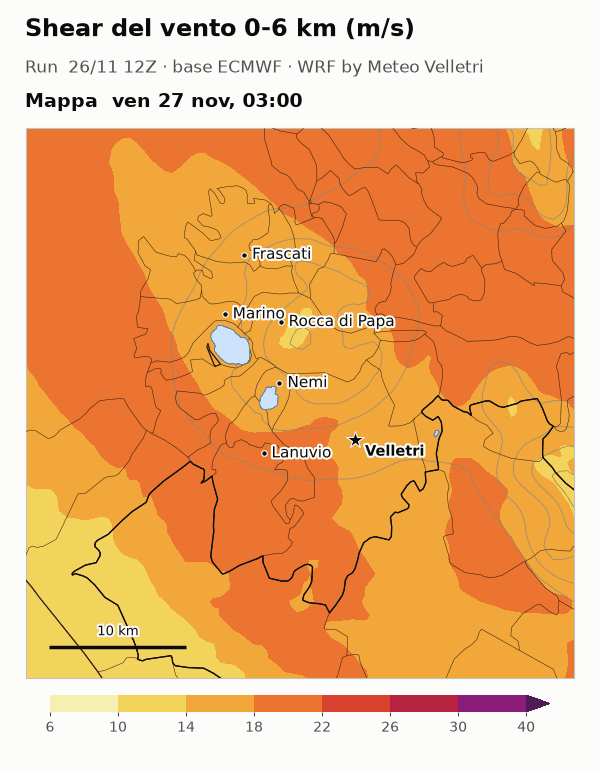 Shear del vento 0-6 km (m/s)
Run  26/11 12Z · base ECMWF · WRF by Meteo Velletri
Mappa  ven 27 nov, 03:00
Frascati
Marino
Rocca di Papa
Nemi
Velletri
Lanuvio
10 km
6 10 14 18 22 26 30 40